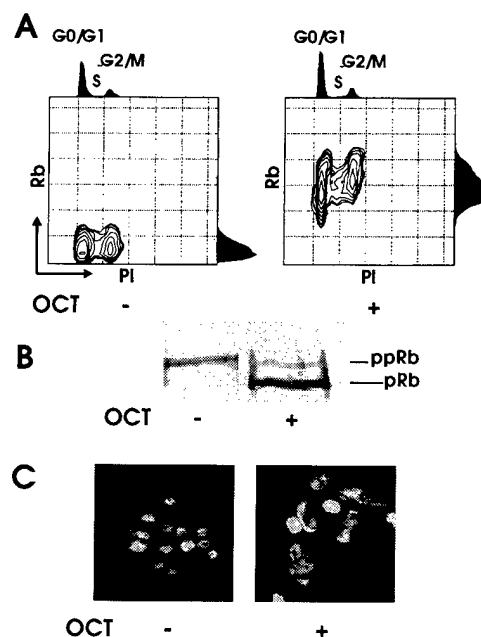 A
G0/G1
G2/M
S
Rb
PI
G0/G1
G2/M
S
Rb
PI
OCT - +
B
ppRb
pRb
OCT - +
C
OCT - +